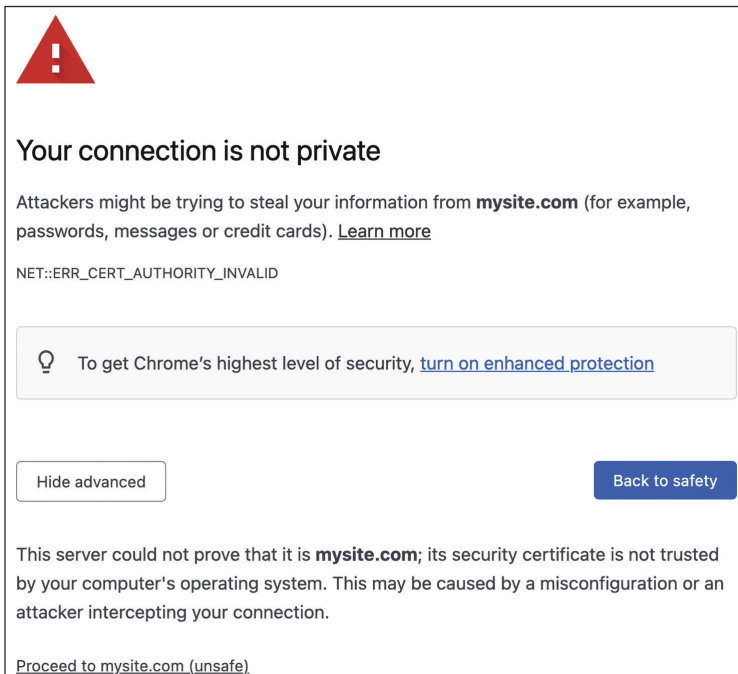 Your connection is not private
Attackers might be trying to steal your information from mysite.com (for example,
passwords, messages or credit cards). Learn more
NET::ERR_CERT_AUTHORITY_INVALID
To get Chrome's highest level of security, turn on enhanced protection
Hide advanced
Back to safety
This server could not prove that it is mysite.com; its security certificate is not trusted
by your computer's operating system. This may be caused by a misconfiguration or an
attacker intercepting your connection.
Proceed to mysite.com (unsafe)